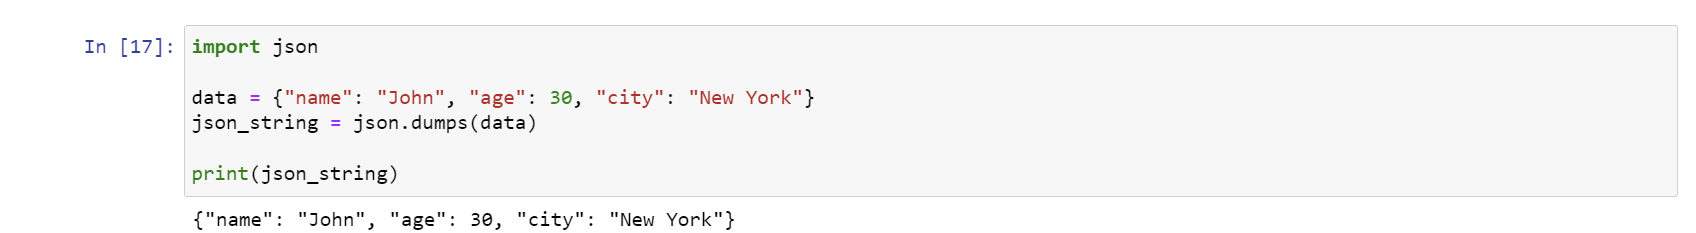 In [17]: import json
data = {"name": "John", "age": 30, "city": "New York"}
json_string = json.dumps(data)
print(json_string)
{"name": "John", "age": 30, "city": "New York"}